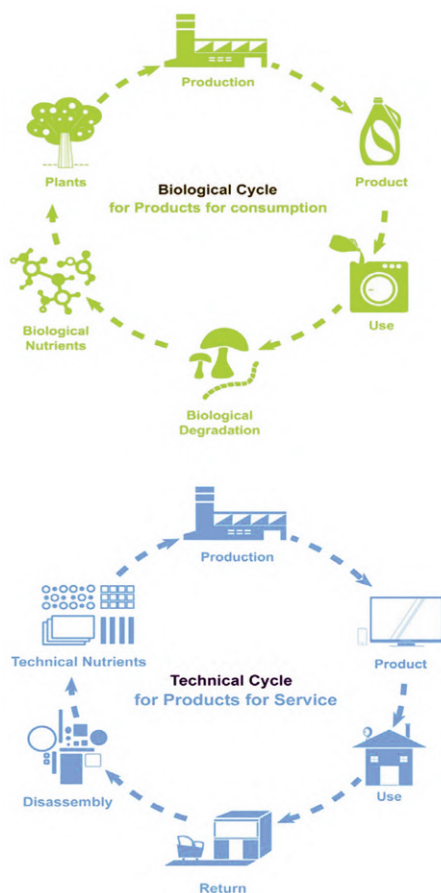 Production
Plants
Product
Biological Cycle
for Products for consumption
Biological
Nutrients
Use
Biological
Degradation
Production
Technical Nutrients
Product
Technical Cycle
for Products for Service
Disassembly
Use
Return